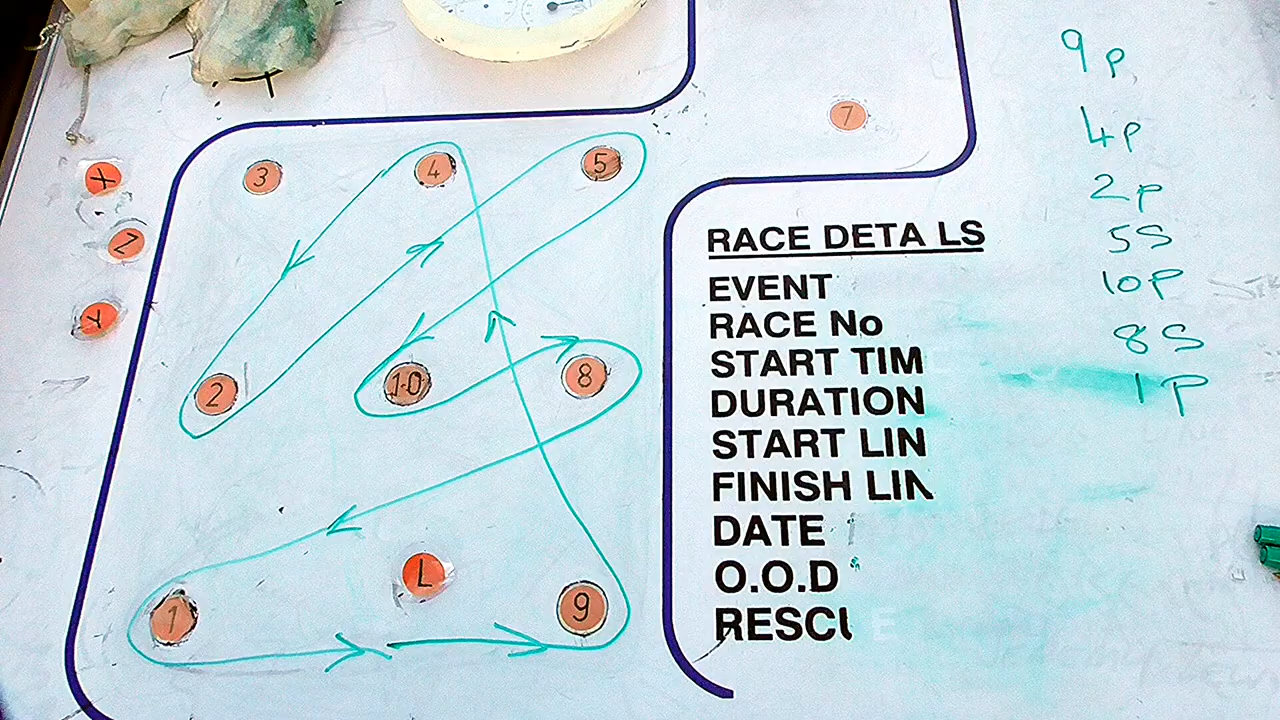 9p
4p
2p
5S
10P
8S
1P
7
3
4
5
X
Z
Y
2
10
8
L
1
9
RACE DETA LS
EVENT
RACE No
START TIM
DURATION
START LIN
FINISH LIN
DATE
O.O.D
RESCU E